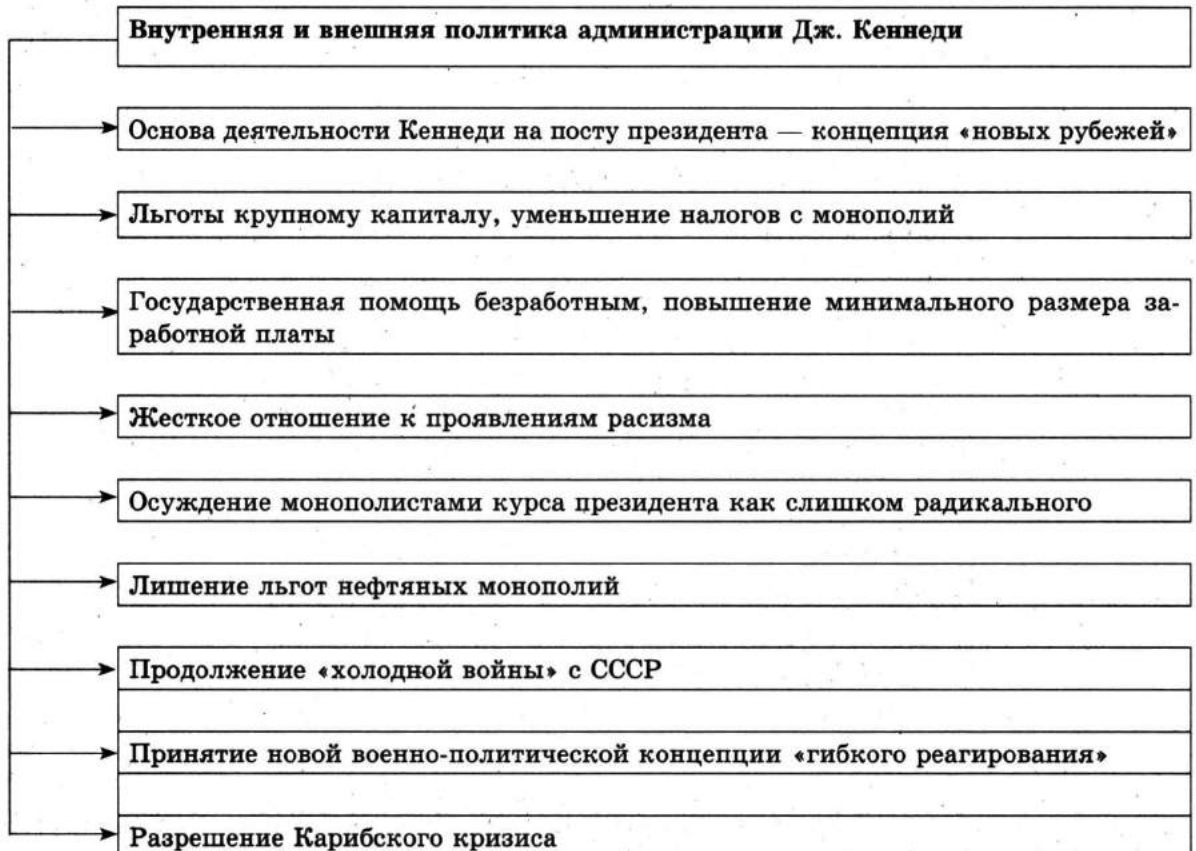 Внутренняя и внешняя политика администрации Дж. Кеннеди
Основа деятельности Кеннеди на посту президента — концепция «новых рубежей»
Льготы крупному капиталу, уменьшение налогов с монополий
Государственная помощь безработным, повышение минимального размера за-
работной платы
Жесткое отношение к проявлениям расизма
Осуждение монополистами курса президента как слишком радикального
Лишение льгот нефтяных монополий
Продолжение «холодной войны» с СССР
Принятие новой военно-политической концепции «гибкого реагирования»
Разрешение Карибского кризиса